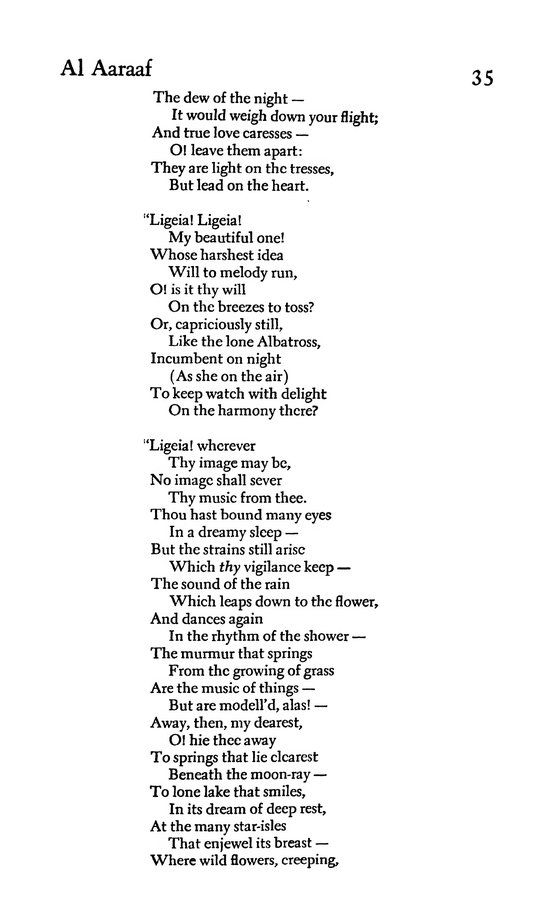 Al Aaraaf
35
The dew of the night —
It would weigh down your flight;
And true love caresses —
O! leave them apart:
They are light on the tresses,
But lead on the heart.
"Ligeia! Ligeia!
My beautiful one!
Whose harshest idea
Will to melody run,
O! is it thy will
On the breezes to toss?
Or, capriciously still,
Like the lone Albatross,
Incumbent on night
(As she on the air)
To keep watch with delight
On the harmony there?
"Ligeia! wherever
Thy image may be,
No image shall sever
Thy music from thee.
Thou hast bound many eyes
In a dreamy sleep —
But the strains still arise
Which thy vigilance keep —
The sound of the rain
Which leaps down to the flower,
And dances again
In the rhythm of the shower —
The murmur that springs
From the growing of grass
Are the music of things —
But are modell'd, alas! —
Away, then, my dearest,
O! hie thee away
To springs that lie clearest
Beneath the moon-ray —
To lone lake that smiles,
In its dream of deep rest,
At the many star-isles
That enjewel its breast —
Where wild flowers, creeping,